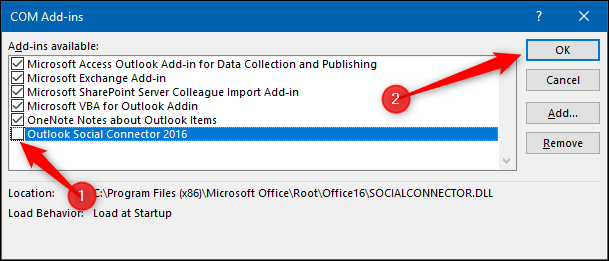 COM Add-ins
?
Add-ins available:
OK
Microsoft Access Outlook Add-in for Data Collection and Publishing
Microsoft Exchange Add-in
Cancel
Microsoft SharePoint Server Colleague Import Add-in
2
Microsoft VBA for Outlook Addin
OneNote Notes about Outlook Items
Add...
Outlook Social Connector 2016
Remove
Location: C:\Program Files (x86)\Microsoft Office\Root\Office16\SOCIALCONNECTOR.DLL
1
Load Behavior: Load at Startup